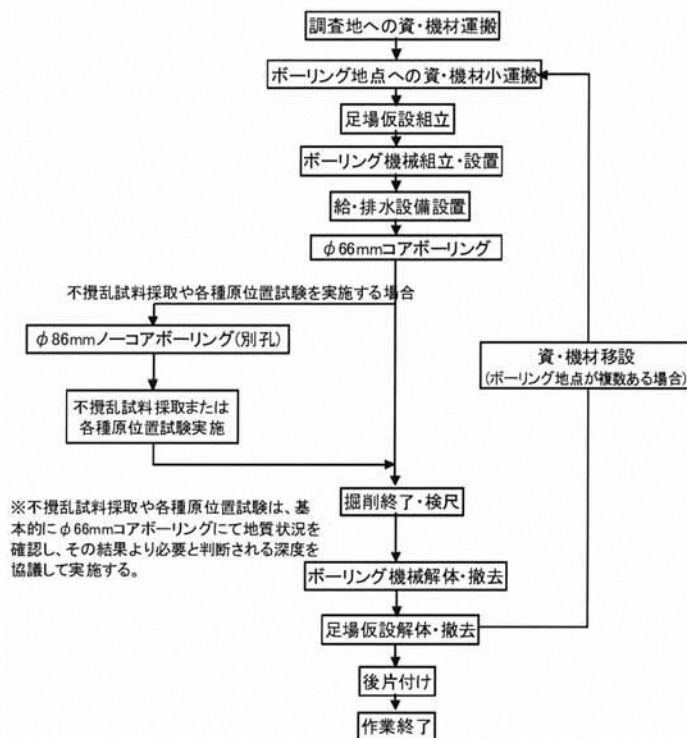 調査地への資・機材運搬
ボーリング地点への資・機材小運搬
足場仮設組立
ボーリング機械組立・設置
給・排水設備設置
φ66mmコアボーリング
不攪乱試料採取や各種原位置試験を実施する場合
φ86mmノーコアボーリング(別孔)
不攪乱試料採取または
各種原位置試験実施
資・機材移設
(ボーリング地点が複数ある場合)
掘削終了・検尺
※不攪乱試料採取や各種原位置試験は、基
本的にφ66mmコアボーリングにて地質状況を
確認し、その結果より必要と判断される深度を
協議して実施する。
ボーリング機械解体・撤去
足場仮設解体・撤去
後片付け
作業終了